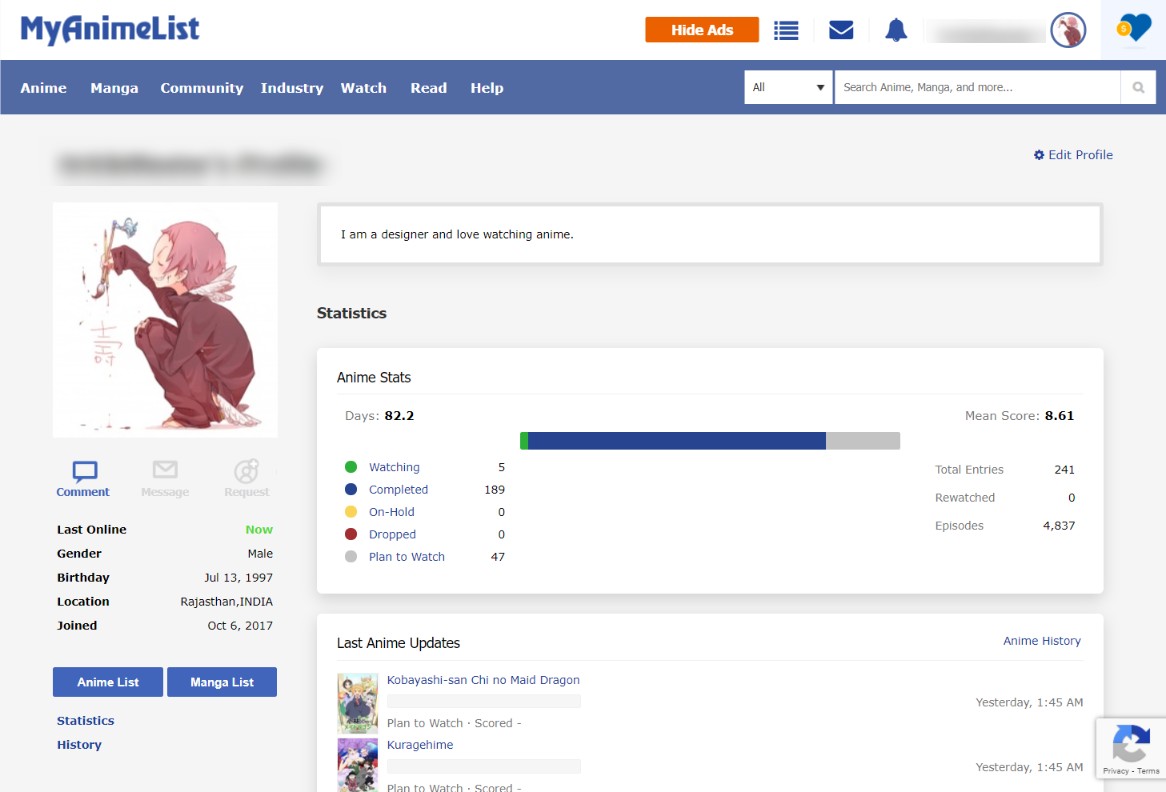 MyAnimeList
Hide Ads
Anime Manga Community Industry Watch Read Help
All
Search Anime, Manga, and more...
Edit Profile
I am a designer and love watching anime.
Statistics
Anime Stats
Days: 82.2
Mean Score: 8.61
Watching 5
Completed 189
On-Hold 0
Dropped 0
Plan to Watch 47
Total Entries 241
Rewatched 0
Episodes 4,837
Comment Message Request
Last Online Now
Gender Male
Birthday Jul 13, 1997
Location Rajasthan,INDIA
Joined Oct 6, 2017
Anime List Manga List
Statistics
History
Last Anime Updates
Anime History
Kobayashi-san Chi no Maid Dragon
Yesterday, 1:45 AM
Plan to Watch · Scored -
Kuragehime
Yesterday, 1:45 AM
Plan to Watch · Scored -
Privacy - Terms